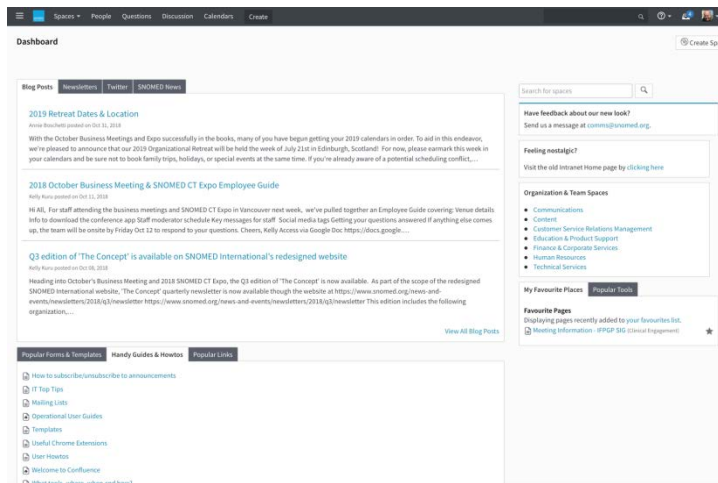 Spaces People Questions Discussion Calendars Create
Dashboard
Create Sp
Blog Posts Newsletters Twitter SNOMED News
2019 Retreat Dates & Location
Annie Boschetti posted on Oct 31, 2018
With the October Business Meetings and Expo successfully in the books, many of you have begun getting your 2019 calendars in order. To aid in this endeavor,
we're pleased to announce that our 2019 Organizational Retreat will be held the week of July 21st in Edinburgh, Scotland! For now, please earmark this week in
your calendars and be sure not to book family trips, holidays, or special events at the same time. If you're already aware of a potential scheduling conflict,...
2018 October Business Meeting & SNOMED CT Expo Employee Guide
Kelly Kuru posted on Oct 11, 2018
Hi All, For staff attending the business meetings and SNOMED CT Expo in Vancouver next week, we've pulled together an Employee Guide covering: Venue details
Info to download the conference app Staff moderator schedule Key messages for staff Social media tags Getting your questions answered If anything else comes
up, the team will be onsite by Friday Oct 12 to respond to your questions. Cheers, Kelly Access via Google Doc https://docs.google....
Q3 edition of 'The Concept' is available on SNOMED International's redesigned website
Kelly Kuru posted on Oct 09, 2018
Heading into October's Business Meeting and 2018 SNOMED CT Expo, the Q3 edition of 'The Concept' is now available. As part of the scope of the redesigned
SNOMED International website, 'The Concept' quarterly newsletter is now available though the website at https://www.snomed.org/news-and-
events/newsletters/2018/q3/newsletter https://www.snomed.org/news-and-events/newsletters/2018/q3/newsletter This edition includes the following
organization,...
View All Blog Posts
Popular Forms & Templates Handy Guides & Howtos Popular Links
How to subscribe/unsubscribe to announcements
IT Top Tips
Mailing Lists
Operational User Guides
Templates
Useful Chrome Extensions
User Howtos
Welcome to Confluence
What tools, where, when and how?
Search for spaces
Have feedback about our new look?
Send us a message at comms@snomed.org.
Feeling nostalgic?
Visit the old Intranet Home page by clicking here
Organization & Team Spaces
Communications
Content
Customer Service Relations Management
Education & Product Support
Finance & Corporate Services
Human Resources
Technical Services
My Favourite Places Popular Tools
Favourite Pages
Displaying pages recently added to your favourites list.
Meeting Information - IFPGP SIG (Clinical Engagement)